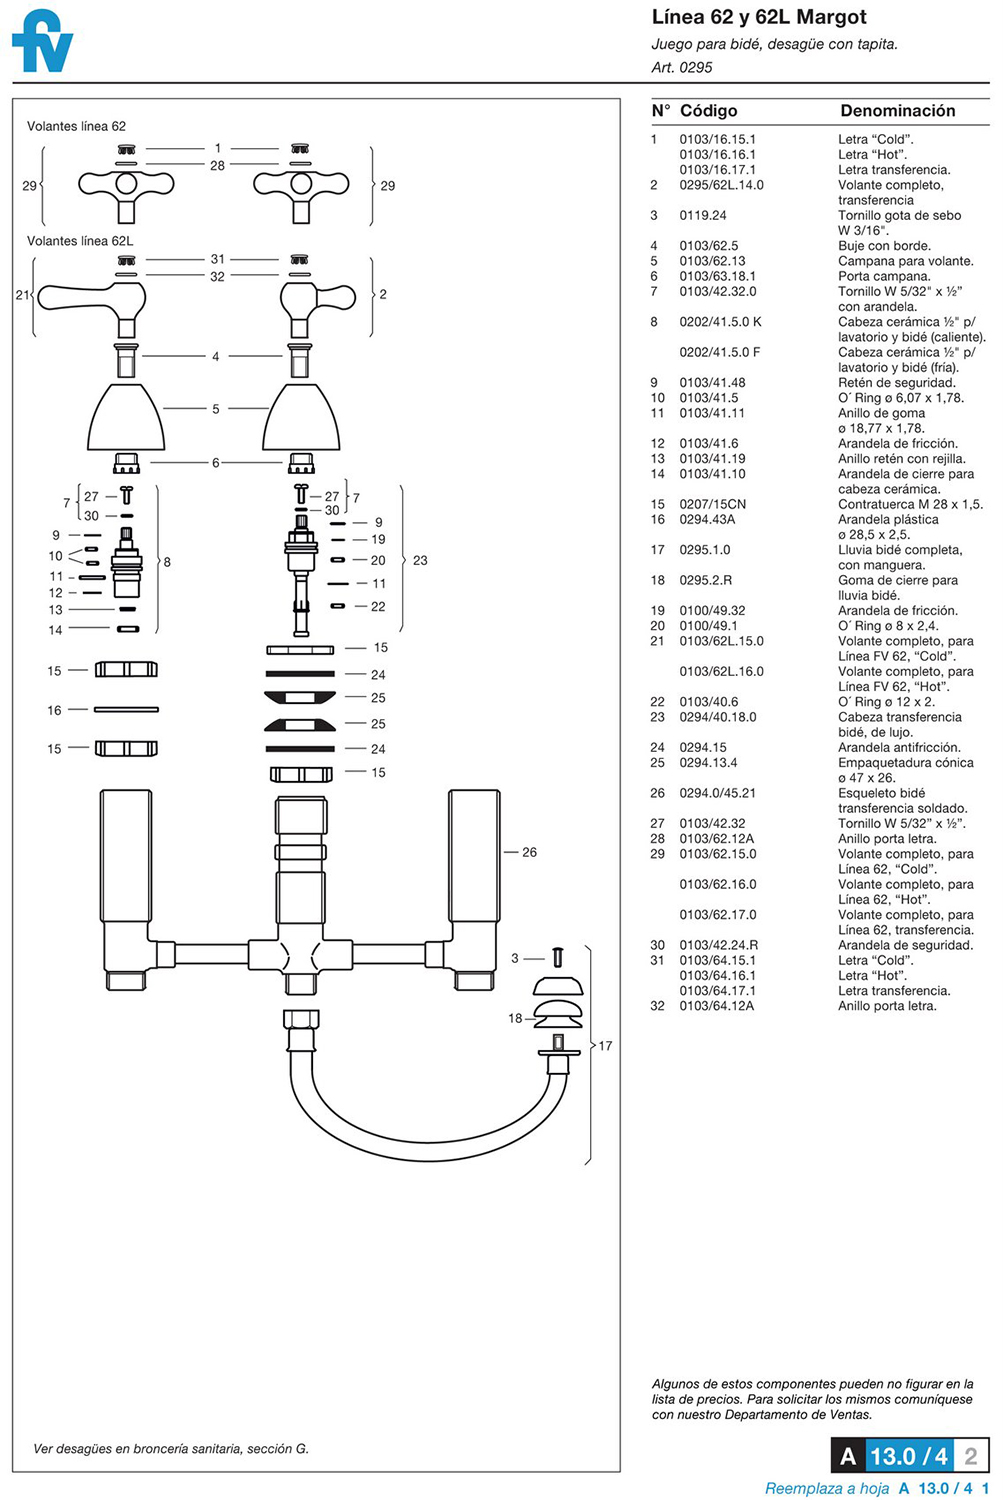 fv
Línea 62 y 62L Margot
Juego para bidé, desagüe con tapita.
Art. 0295
Volantes línea 62
1
28
29
29
Volantes línea 62L
31
32
21
2
4
5
6
7 27
30
9
10
11
12
13
14
8
27 7
30
9
19
20
11
22
23
15
16
15
15
24
25
25
24
15
26
3
18
17
Ver desagües en broncería sanitaria, sección G.
N° Código Denominación
1 0103/16.15.1 Letra “Cold”.
0103/16.16.1 Letra “Hot”.
0103/16.17.1 Letra transferencia.
2 0295/62L.14.0 Volante completo,
transferencia
3 0119.24 Tornillo gota de sebo
W 3/16".
4 0103/62.5 Buje con borde.
5 0103/62.13 Campana para volante.
6 0103/63.18.1 Porta campana.
7 0103/42.32.0 Tornillo W 5/32" x ½”
con arandela.
8 0202/41.5.0 K Cabeza cerámica ½" p/
lavatorio y bidé (caliente).
0202/41.5.0 F Cabeza cerámica ½" p/
lavatorio y bidé (fría).
9 0103/41.48 Retén de seguridad.
10 0103/41.5 O´ Ring ø 6,07 x 1,78.
11 0103/41.11 Anillo de goma
ø 18,77 x 1,78.
12 0103/41.6 Arandela de fricción.
13 0103/41.19 Anillo retén con rejilla.
14 0103/41.10 Arandela de cierre para
cabeza cerámica.
15 0207/15CN Contratuerca M 28 x 1,5.
16 0294.43A Arandela plástica
ø 28,5 x 2,5.
17 0295.1.0 Lluvia bidé completa,
con manguera.
18 0295.2.R Goma de cierre para
lluvia bidé.
19 0100/49.32 Arandela de fricción.
20 0100/49.1 O´ Ring ø 8 x 2,4.
21 0103/62L.15.0 Volante completo, para
Línea FV 62, “Cold”.
0103/62L.16.0 Volante completo, para
Línea FV 62, “Hot”.
22 0103/40.6 O´ Ring ø 12 x 2.
23 0294/40.18.0 Cabeza transferencia
bidé, de lujo.
24 0294.15 Arandela antifricción.
25 0294.13.4 Empaquetadura cónica
ø 47 x 26.
26 0294.0/45.21 Esqueleto bidé
transferencia soldado.
27 0103/42.32 Tornillo W 5/32” x ½”.
28 0103/62.12A Anillo porta letra.
29 0103/62.15.0 Volante completo, para
Línea 62, “Cold”.
0103/62.16.0 Volante completo, para
Línea 62, “Hot”.
0103/62.17.0 Volante completo, para
Línea 62, transferencia.
30 0103/42.24.R Arandela de seguridad.
31 0103/64.15.1 Letra “Cold”.
0103/64.16.1 Letra “Hot”.
0103/64.17.1 Letra transferencia.
32 0103/64.12A Anillo porta letra.
Algunos de estos componentes pueden no figurar en la
lista de precios. Para solicitar los mismos comuníquese
con nuestro Departamento de Ventas.
A 13.0 / 4 2
Reemplaza a hoja A 13.0 / 4 1